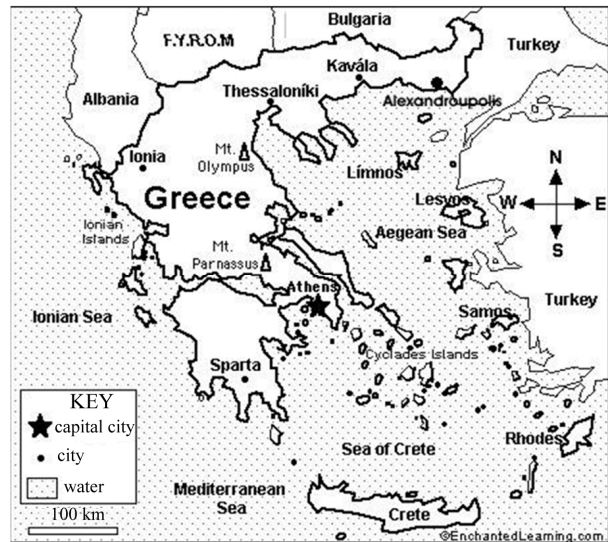 Bulgaria
F.Y.R.O.M
Turkey
Kavála
Albania
Thessaloníki
Alexandroupolis
Mt.
Olympus
Ionia
Límnos
N
W
E
S
Greece
Lesvos
Ionian
Islands
Aegean Sea
Mt.
Parnassus
Athens
Turkey
Ionian Sea
Samos
Cyclades Islands
Sparta
KEY
capital city
city
water
100 km
Rhodes
Sea of Crete
Mediterranean
Sea
Crete
©EnchantedLearning.com